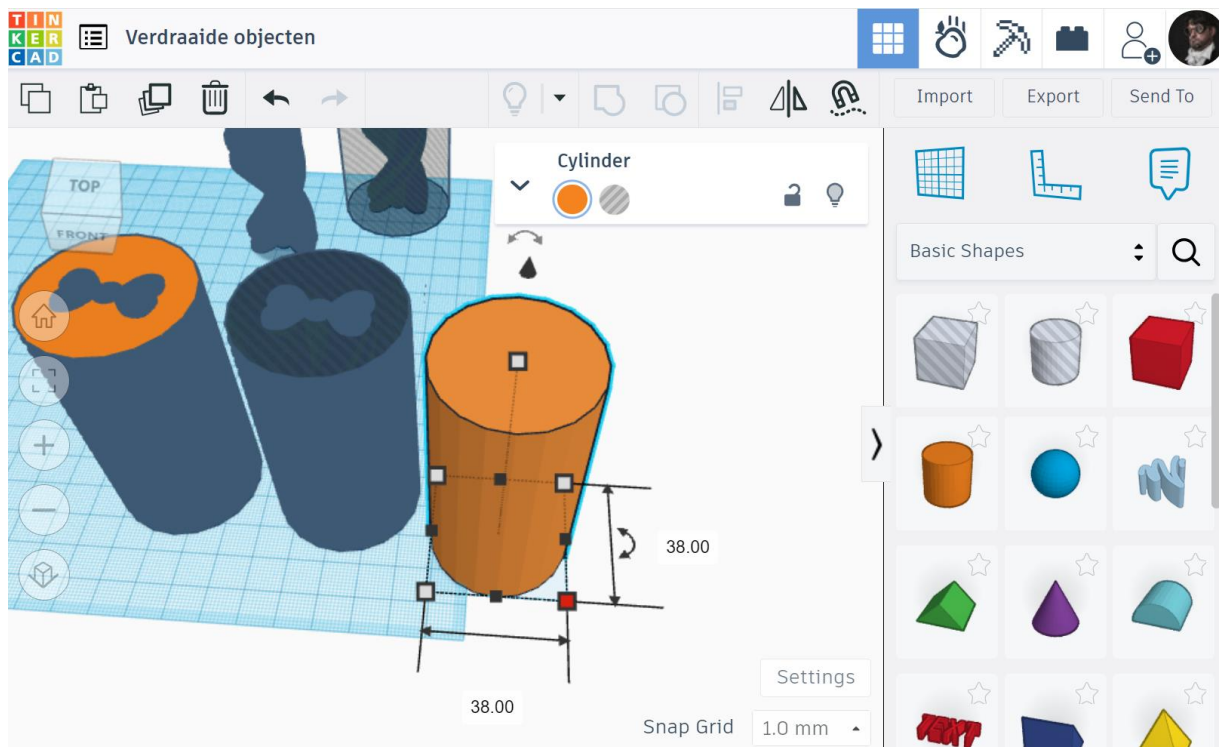 TIN
KER
CAD
Verdraaide objecten
Import
Export
Send To
Cylinder
TOP
FRONT
Basic Shapes
38.00
38.00
Settings
Snap Grid
1.0 mm
TEXT